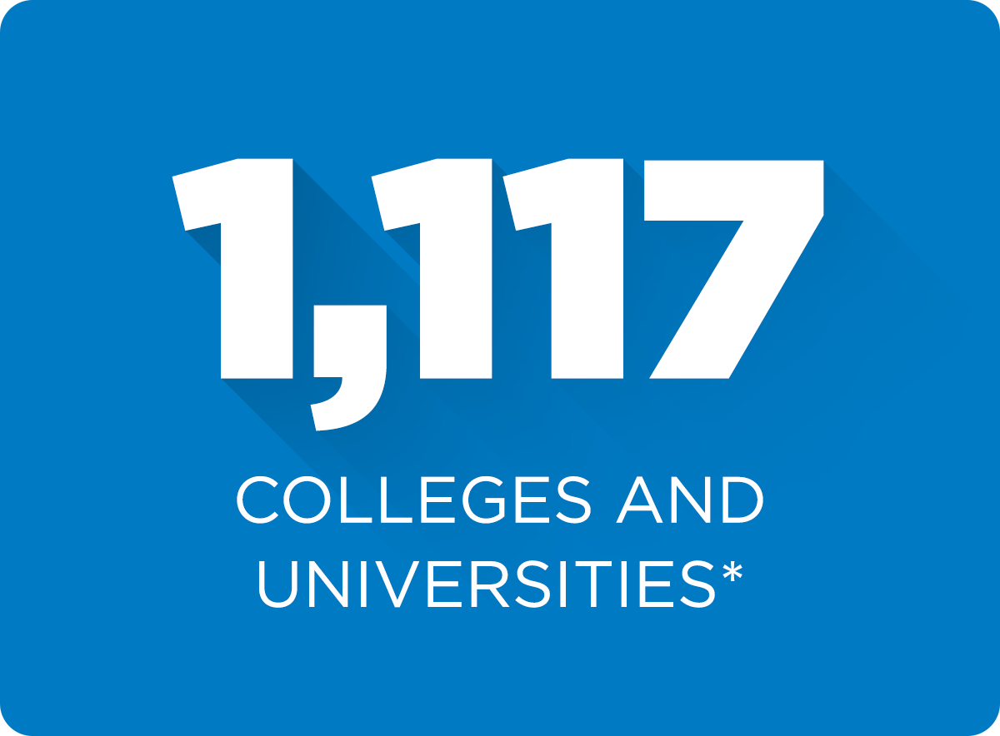 1,117
COLLEGES AND
UNIVERSITIES*